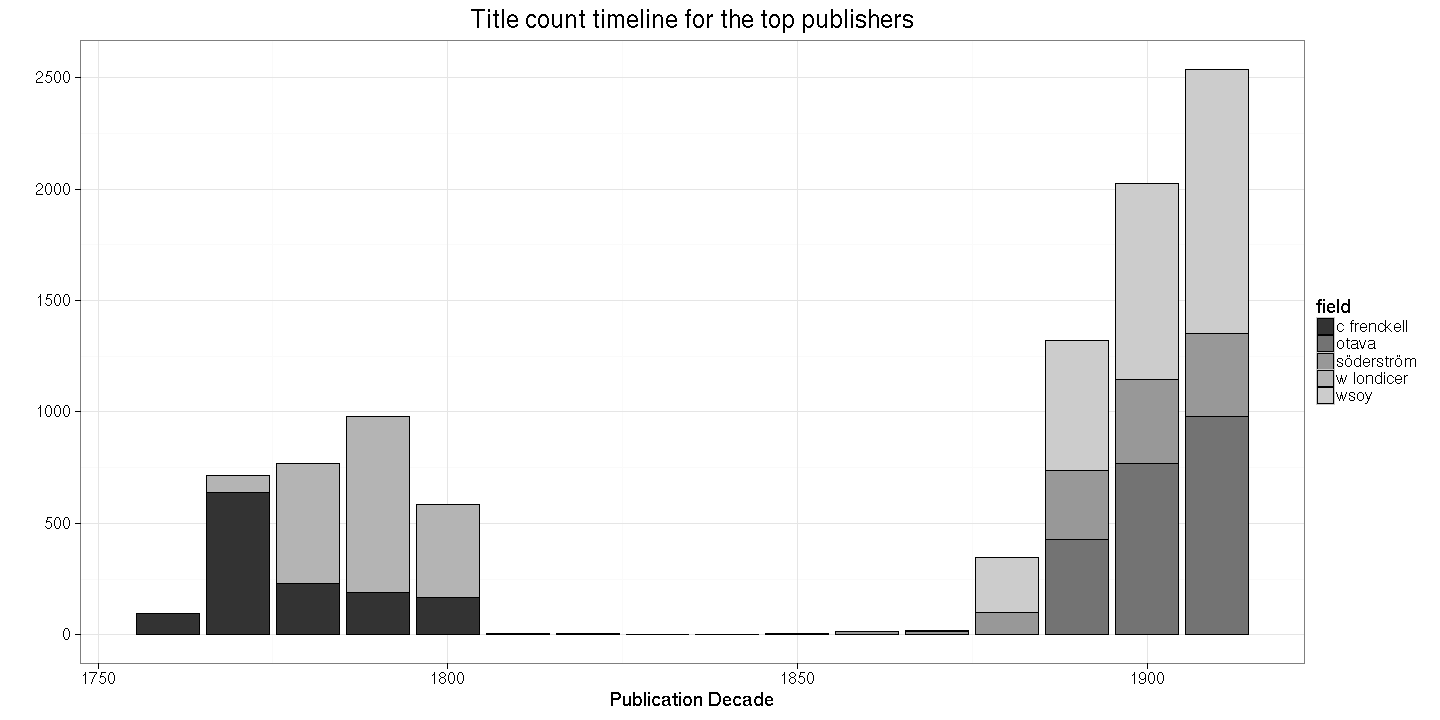 Title count timeline for the top publishers
2500
2000
1500
1000
500
0
1750
1800
1850
1900
Publication Decade
field
c frenckell
otava
söderström
w londicer
wsoy